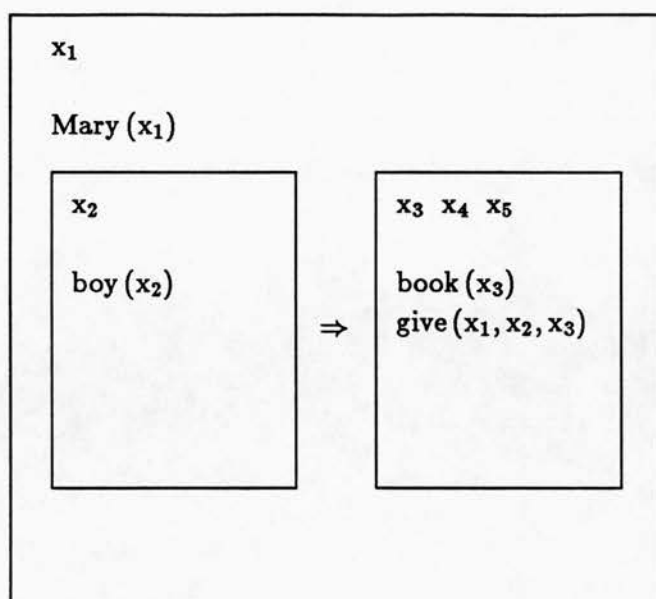 x₁
Mary (x₁)
x₂
boy (x₂)
⇒
x₃ x₄ x₅
book (x₃)
give (x₁, x₂, x₃)